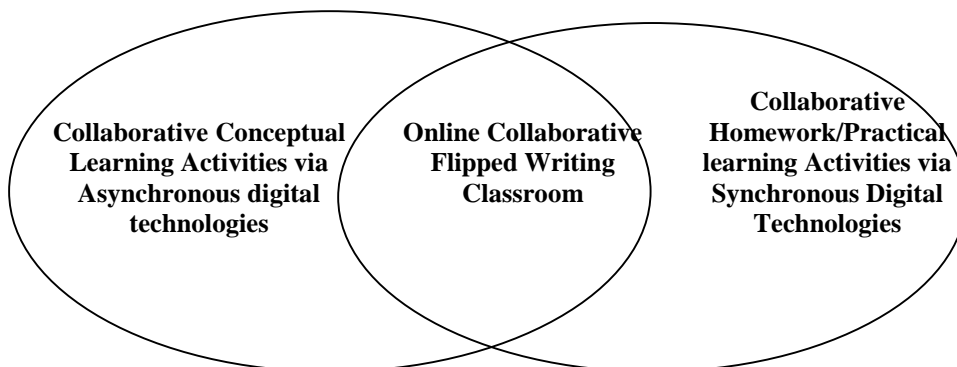 Collaborative Conceptual
Learning Activities via
Asynchronous digital
technologies
Online Collaborative
Flipped Writing
Classroom
Collaborative
Homework/Practical
learning Activities via
Synchronous Digital
Technologies